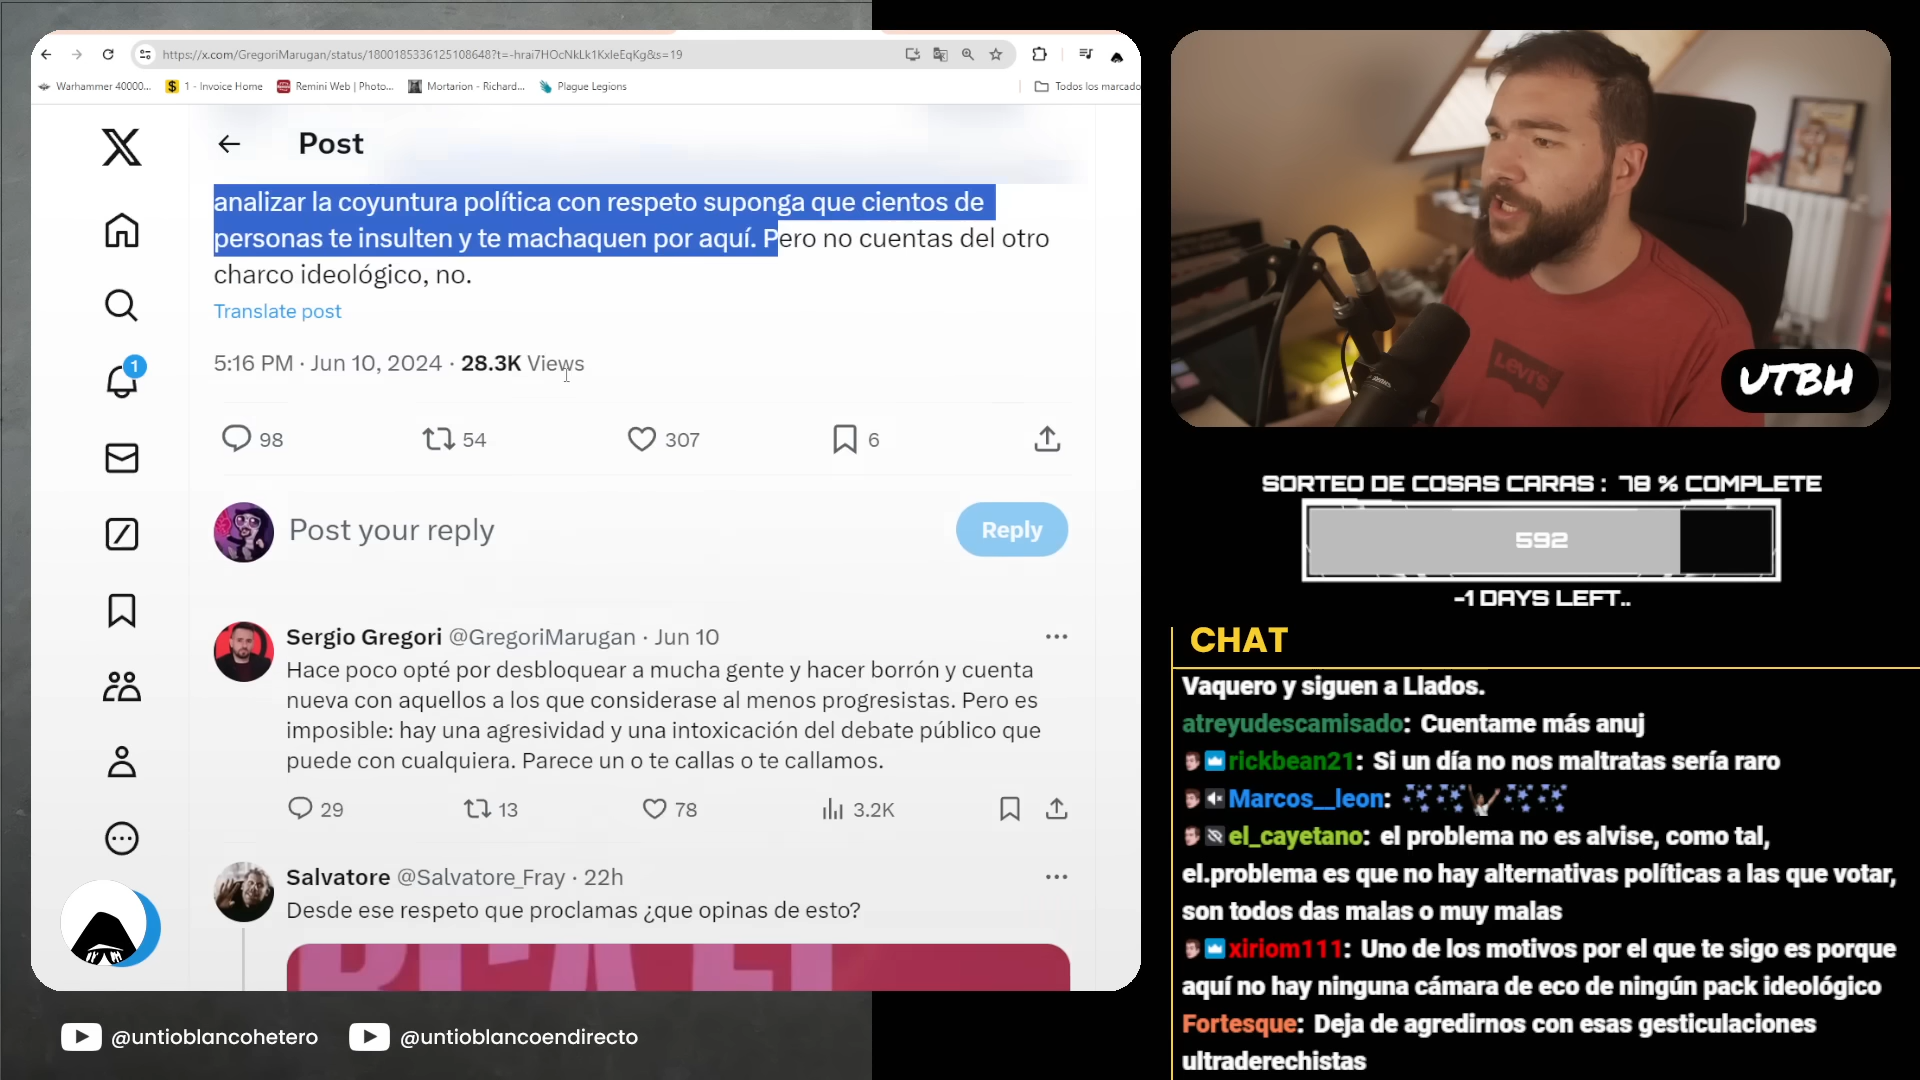 https://x.com/GregoriMarugan/status/1800185336125108648?t=-hrai7HOcNkLk1KxleEqKg&s=19
Warhammer 40000...
1 - Invoice Home
Remini Web | Photo...
Mortarion - Richard...
Plague Legions
Todos los marcado
Post
analizar la coyuntura política con respeto suponga que cientos de
personas te insulten y te machaquen por aquí. Pero no cuentas del otro
charco ideológico, no.
Translate post
5:16 PM · Jun 10, 2024 · 28.3K Views
98
54
307
6
1
Post your reply
Reply
Sergio Gregori @GregoriMarugan · Jun 10
Hace poco opté por desbloquear a mucha gente y hacer borrón y cuenta
nueva con aquellos a los que considerase al menos progresistas. Pero es
imposible: hay una agresividad y una intoxicación del debate público que
puede con cualquiera. Parece un o te callas o te callamos.
29
13
78
3.2K
Salvatore @Salvatore_Fray · 22h
Desde ese respeto que proclamas ¿que opinas de esto?
@untioblancohetero
@untioblancoendirecto
Levi's
UTBH
SORTEO DE COSAS CARAS : 78 % COMPLETE
592
-1 DAYS LEFT..
CHAT
Vaquero y siguen a Llados.
atreyudescamisado: Cuentame más anuj
rickbean21: Si un día no nos maltratas sería raro
Marcos__leon:
el_cayetano: el problema no es alvise, como tal,
el.problema es que no hay alternativas políticas a las que votar,
son todos das malas o muy malas
xiriom111: Uno de los motivos por el que te sigo es porque
aquí no hay ninguna cámara de eco de ningún pack ideológico
Fortesque: Deja de agredirnos con esas gesticulaciones
ultraderechistas